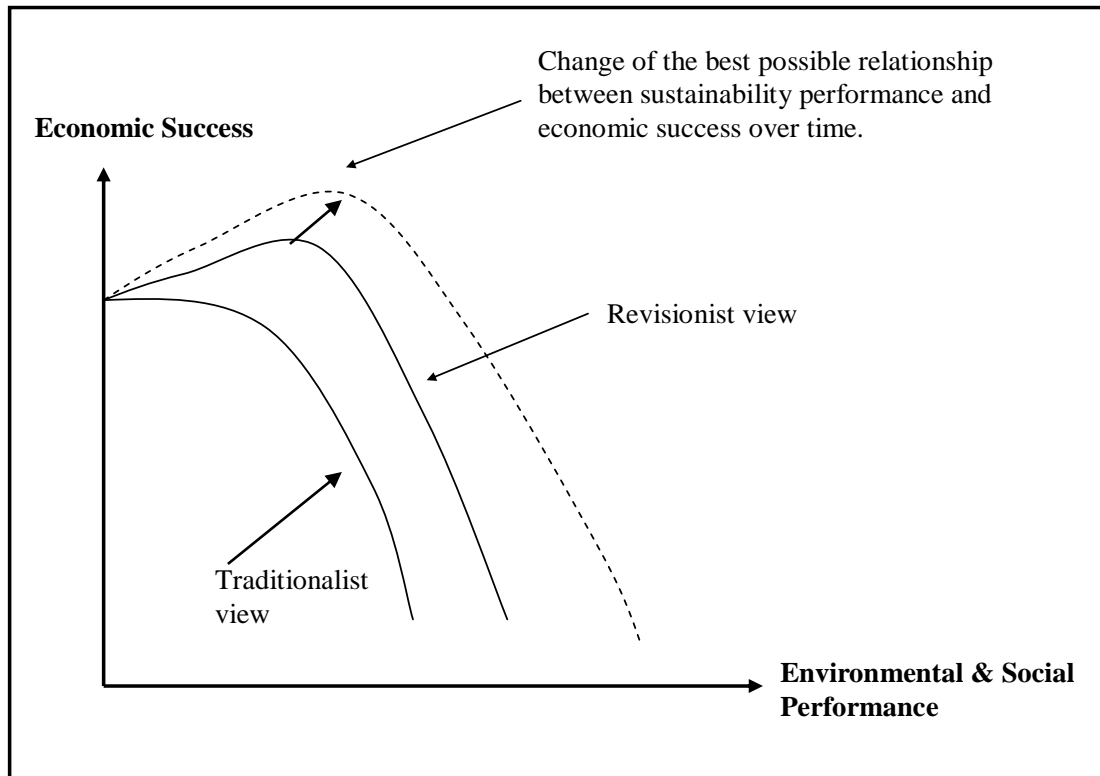 Change of the best possible relationship
between sustainability performance and
economic success over time.
Economic Success
Revisionist view
Traditionalist
view
Environmental & Social
Performance